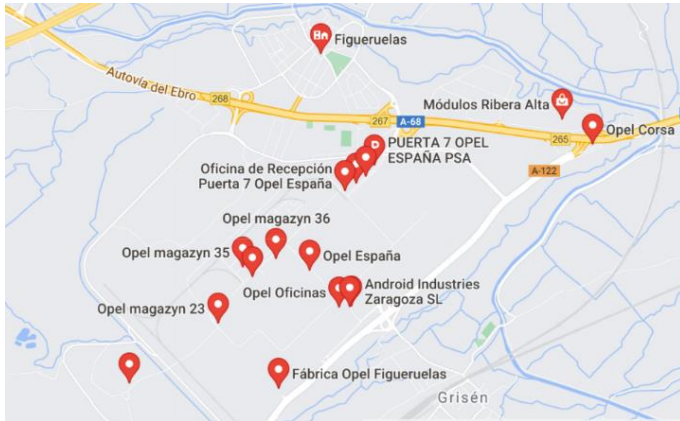 Figueruelas
Autovía del Ebro
268
267
A-68
265
Módulos Ribera Alta
Opel Corsa
PUERTA 7 OPEL
ESPAÑA PSA
Oficina de Recepción
Puerta 7 Opel España
A-122
Opel magazyn 36
Opel magazyn 35
Opel España
Opel Oficinas
Android Industries
Zaragoza SL
Opel magazyn 23
Fábrica Opel Figueruelas
Grisén